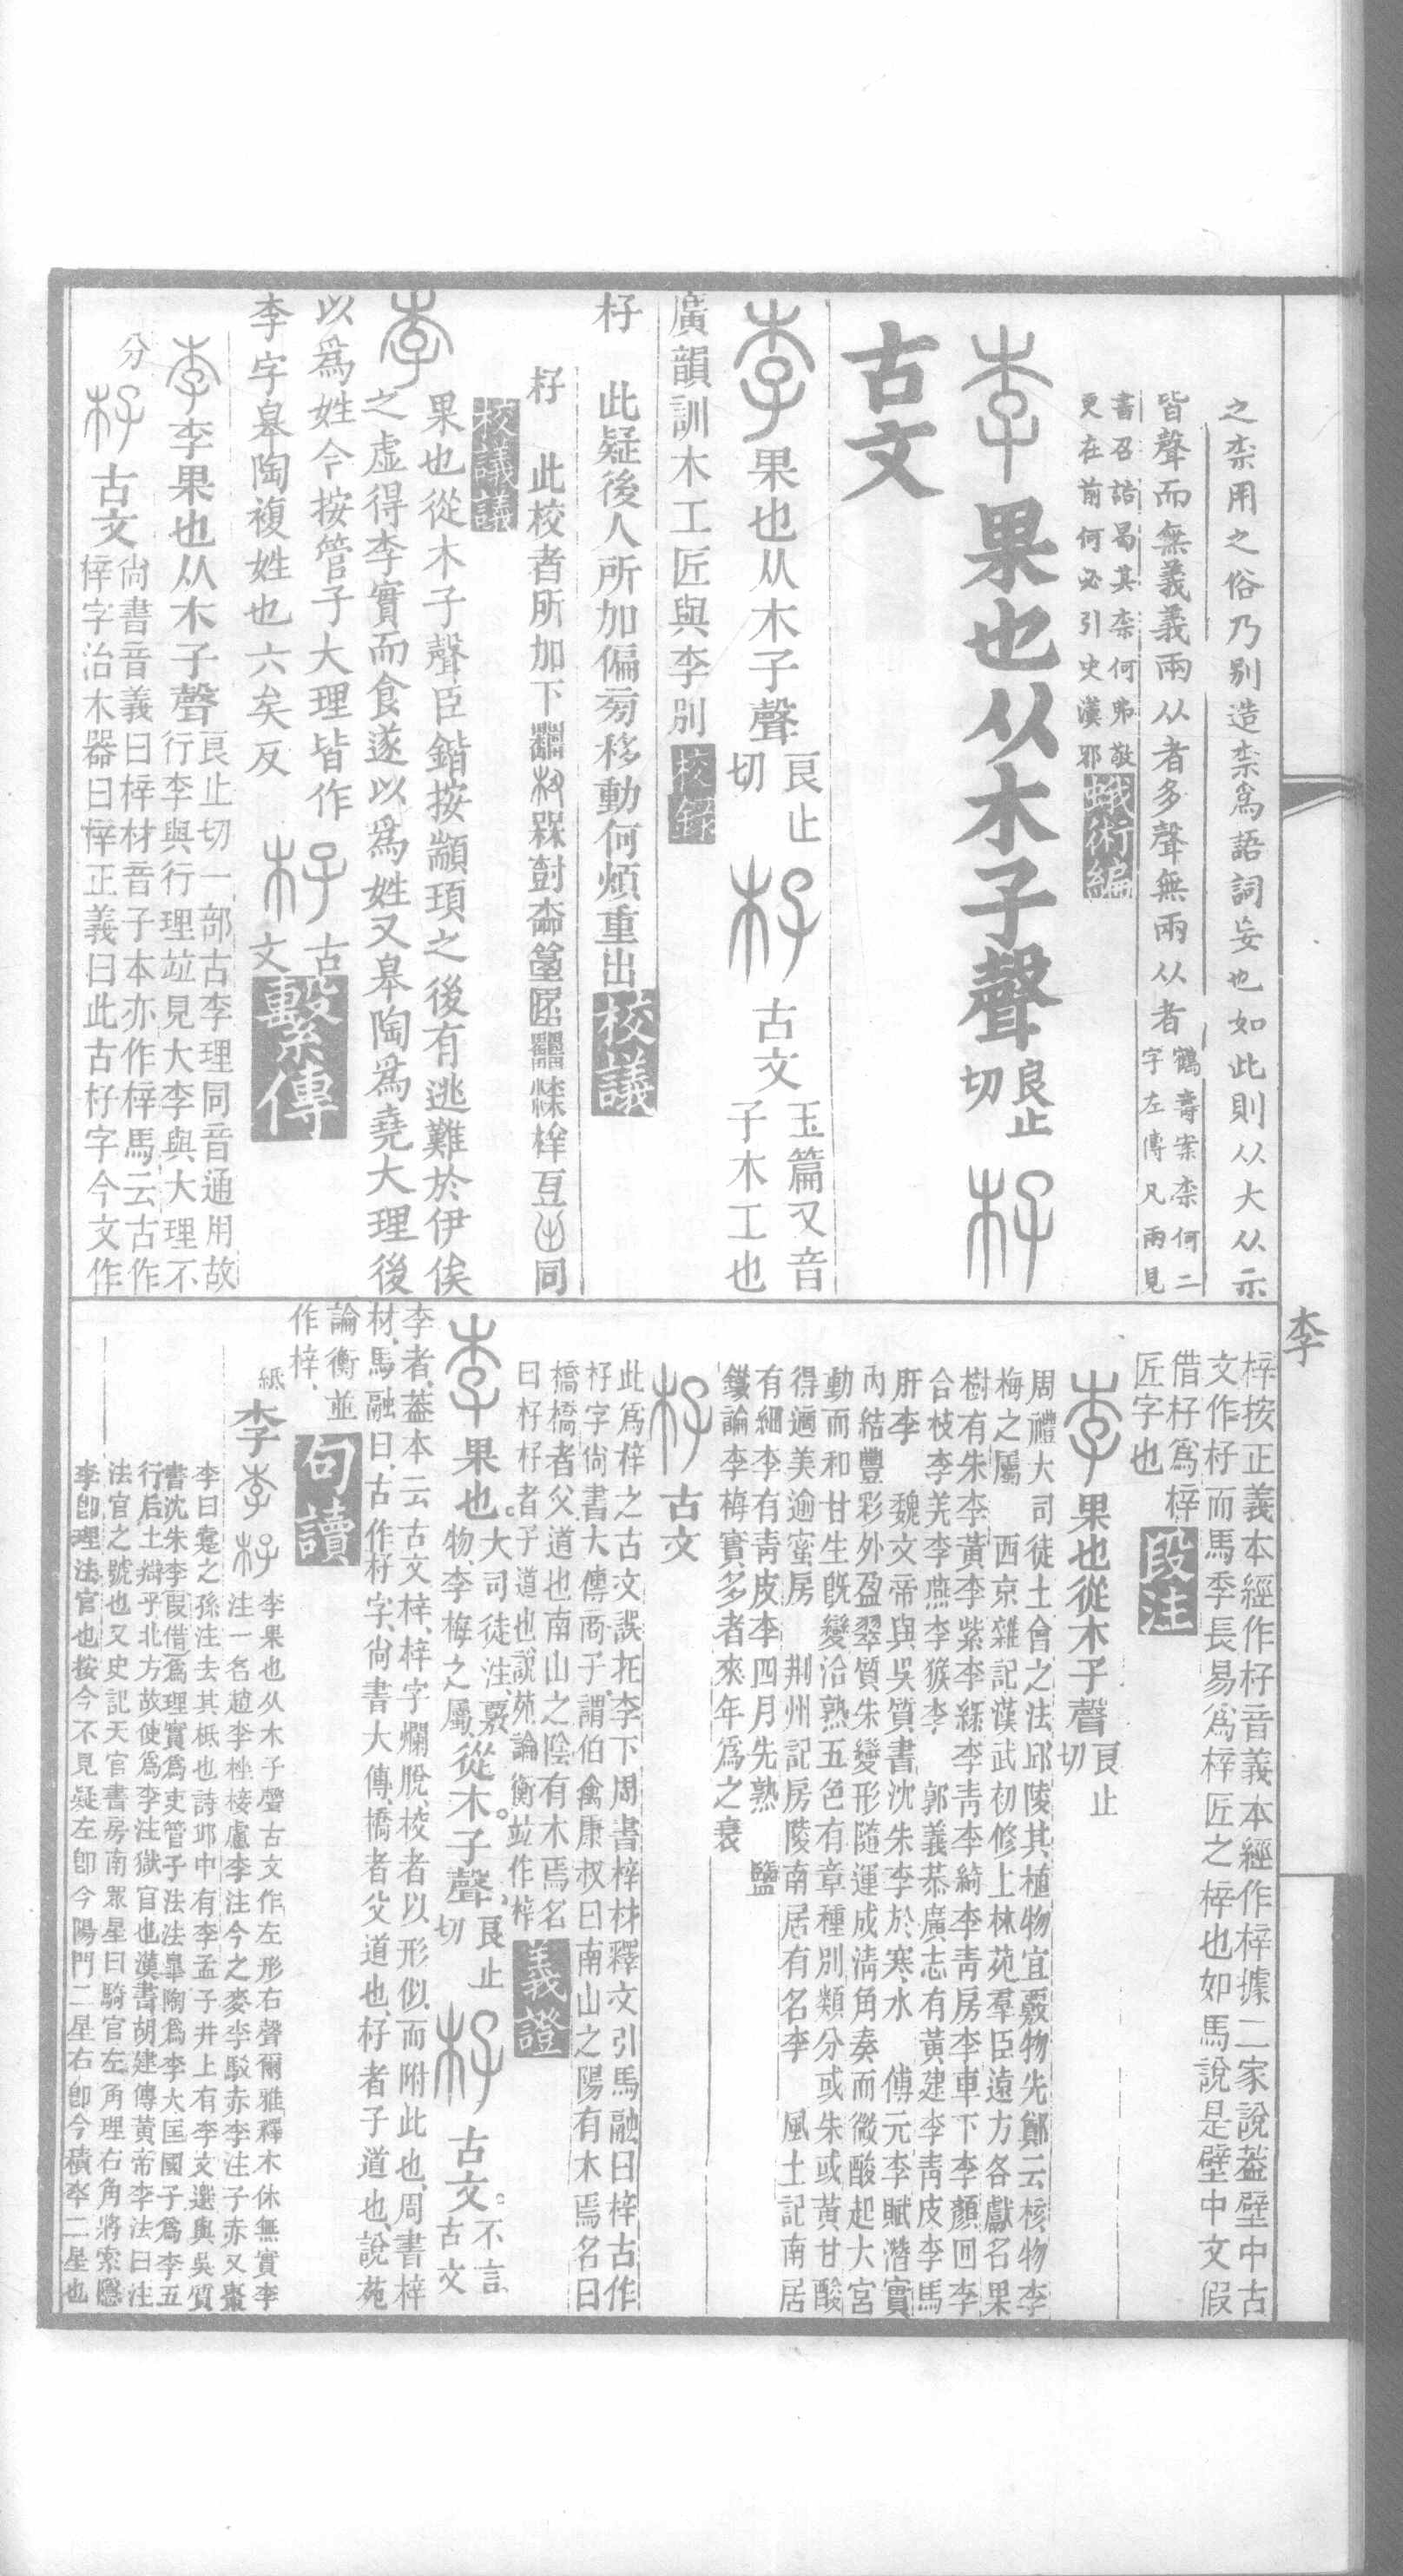 之柰用之俗乃别造柰爲語詞妄也如此則从大从示
皆聲而無義義兩从者多聲無兩从者鶴壽案柰何二
字左傳凡兩見
書召誥曷其柰何弗敬
更在前何必引史漢邪蛾術編
李果也从木子聲良止
切杍
古文
李果也从木子聲良止
切杍古文玉篇又音
子木工也
廣韻訓木工匠與李別校錄
杍 此疑後人所加偏旁移動何煩重出校議
杍 此校者所加下
同
校議議
李果也從木子聲臣鍇按顓頊之後有逃難於伊侯
之虛得李實而食遂以爲姓又皋陶爲堯大理後
以爲姓今按管子大理皆作杍古
文繫傳
李字皋陶複姓也六矣反
李李果也从木子聲良止切一部古李理同音通用故
行李與行理竝見大李與大理不
分杍古文尙書音義曰梓材音子本亦作梓馬云古作
梓字治木器曰梓正義曰此古杍字今文作
李
梓按正義本經作杍音義本經作梓據二家說蓋壁中古
文作杍而馬季長易爲梓匠之梓也如馬說是壁中文假
借杍爲梓
匠字也段注
李果也從木子聲良止
切
周禮大司徒土會之法邱陵其植物宜覈物先鄭云核物李
梅之屬 西京雜記漢武初修上林苑羣臣遠方各獻名果
樹有朱李黃李紫李綠李青李綺李青房李車下李顏回李
合枝李羌李燕李猴李 郭義恭廣志有黃建李青皮李馬
肝李 魏文帝與吳質書沈朱李於寒水 傅元李賦潛實
內結豐彩外盈翠質朱變形隨運成清角奏而微酸起大宮
動而和甘生旣變洽熟五色有章種別類分或朱或黃甘酸
得適美逾蜜房 荆州記房陵南居有名李 風土記南居
有細李有青皮李四月先熟 鹽
鐵論李梅實多者來年爲之衰
杍古文
此爲梓之古文誤厇李下周書梓材釋文引馬融曰梓古作
杍字尙書大傳商子謂伯禽康叔曰南山之陽有木焉名曰
橋橋者父道也南山之陰有木焉名
曰杍杍者子道也說苑論衡竝作梓義證
李果也大司徒注覈
物李梅之屬從木子聲良止
切杍古文不言
古文
李者蓋本云古文梓梓字爛脫校者以形似而附此也周書梓
材馬融曰古作杍字尙書大傳橋者父道也杍者子道也說苑
論衡並
作梓句讀
紙李李杍李果也从木子聲古文作左形右聲爾雅釋木休無實李
注一名趙李痤椄慮李注今之麥李駁赤李注子赤又棗
李曰疐之孫注去其柢也詩邱中有李孟子井上有李文選與吳質
書沈朱李叚借爲理實爲吏管子法法皋陶爲李大匡國子爲李五
行后土辯乎北方故使爲李注獄官也漢書胡建傳黃帝李法曰注
法官之號也又史記天官書房南眾星曰騎官左角理右角將索隱
李卽理法官也按今不見疑左卽今陽門二星右卽今積卒二星也